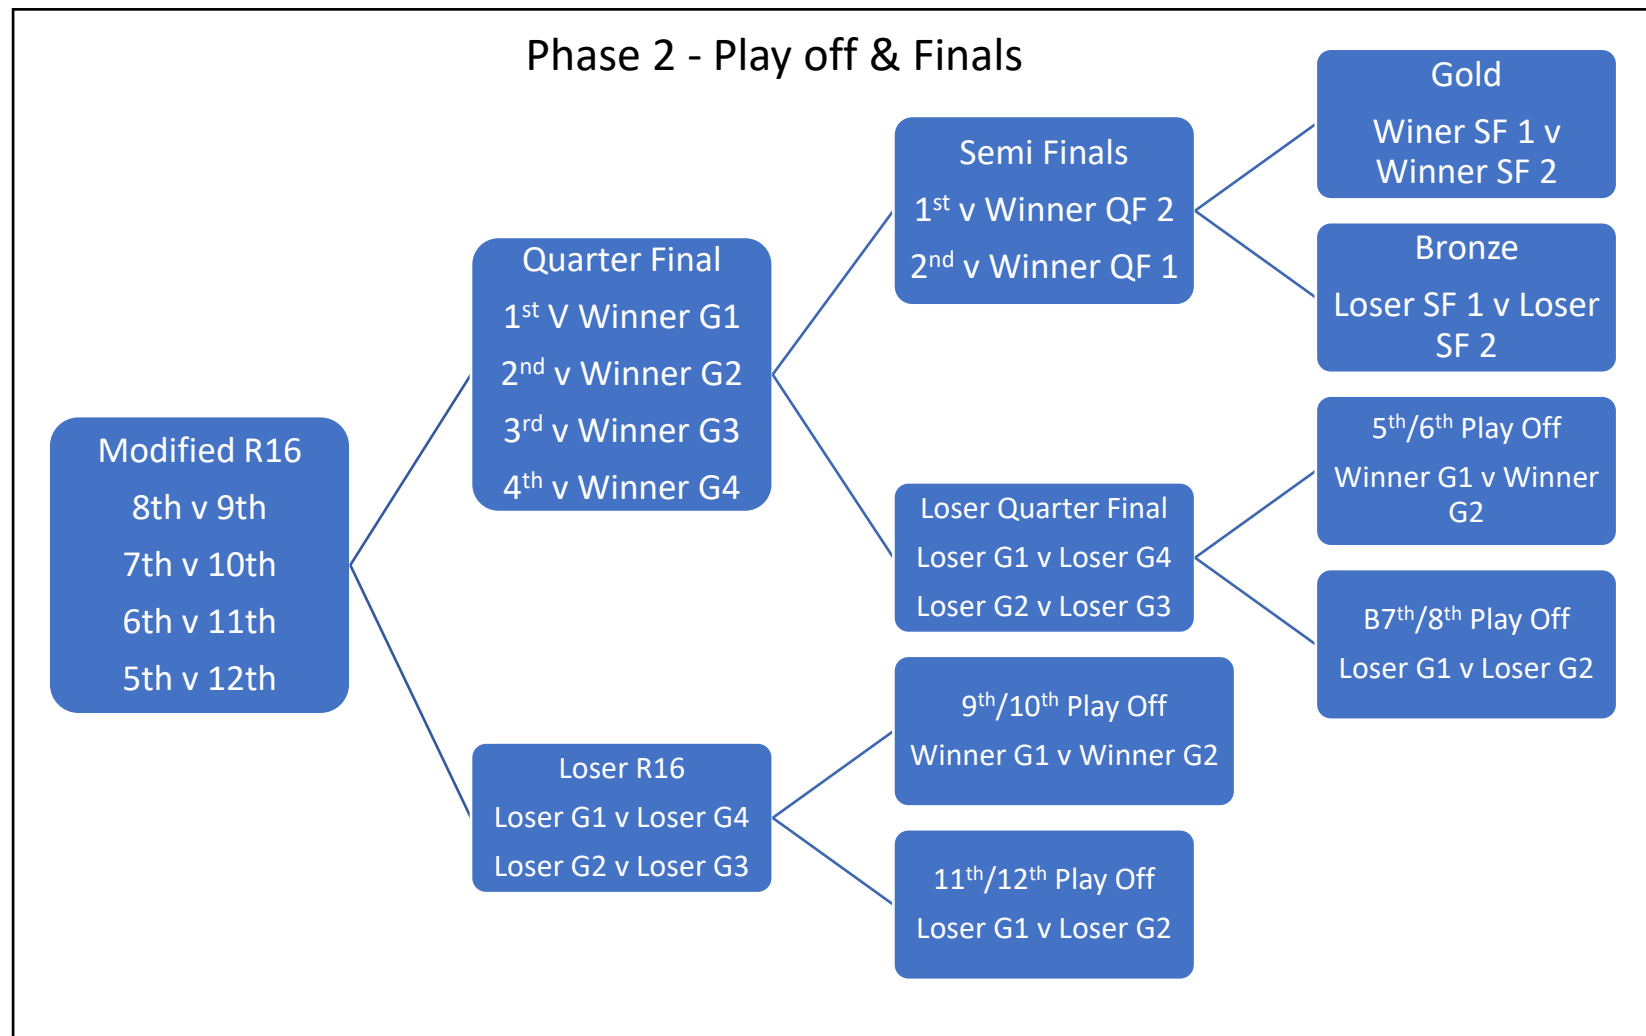 Phase 2 - Play off & Finals
Modified R16
8th v 9th
7th v 10th
6th v 11th
5th v 12th
Quarter Final
1st V Winner G1
2nd v Winner G2
3rd v Winner G3
4th v Winner G4
Loser R16
Loser G1 v Loser G4
Loser G2 v Loser G3
Semi Finals
1st v Winner QF 2
2nd v Winner QF 1
Loser Quarter Final
Loser G1 v Loser G4
Loser G2 v Loser G3
9th/10th Play Off
Winner G1 v Winner G2
11th/12th Play Off
Loser G1 v Loser G2
Gold
Winer SF 1 v
Winner SF 2
Bronze
Loser SF 1 v Loser
SF 2
5th/6th Play Off
Winner G1 v Winner
G2
B7th/8th Play Off
Loser G1 v Loser G2